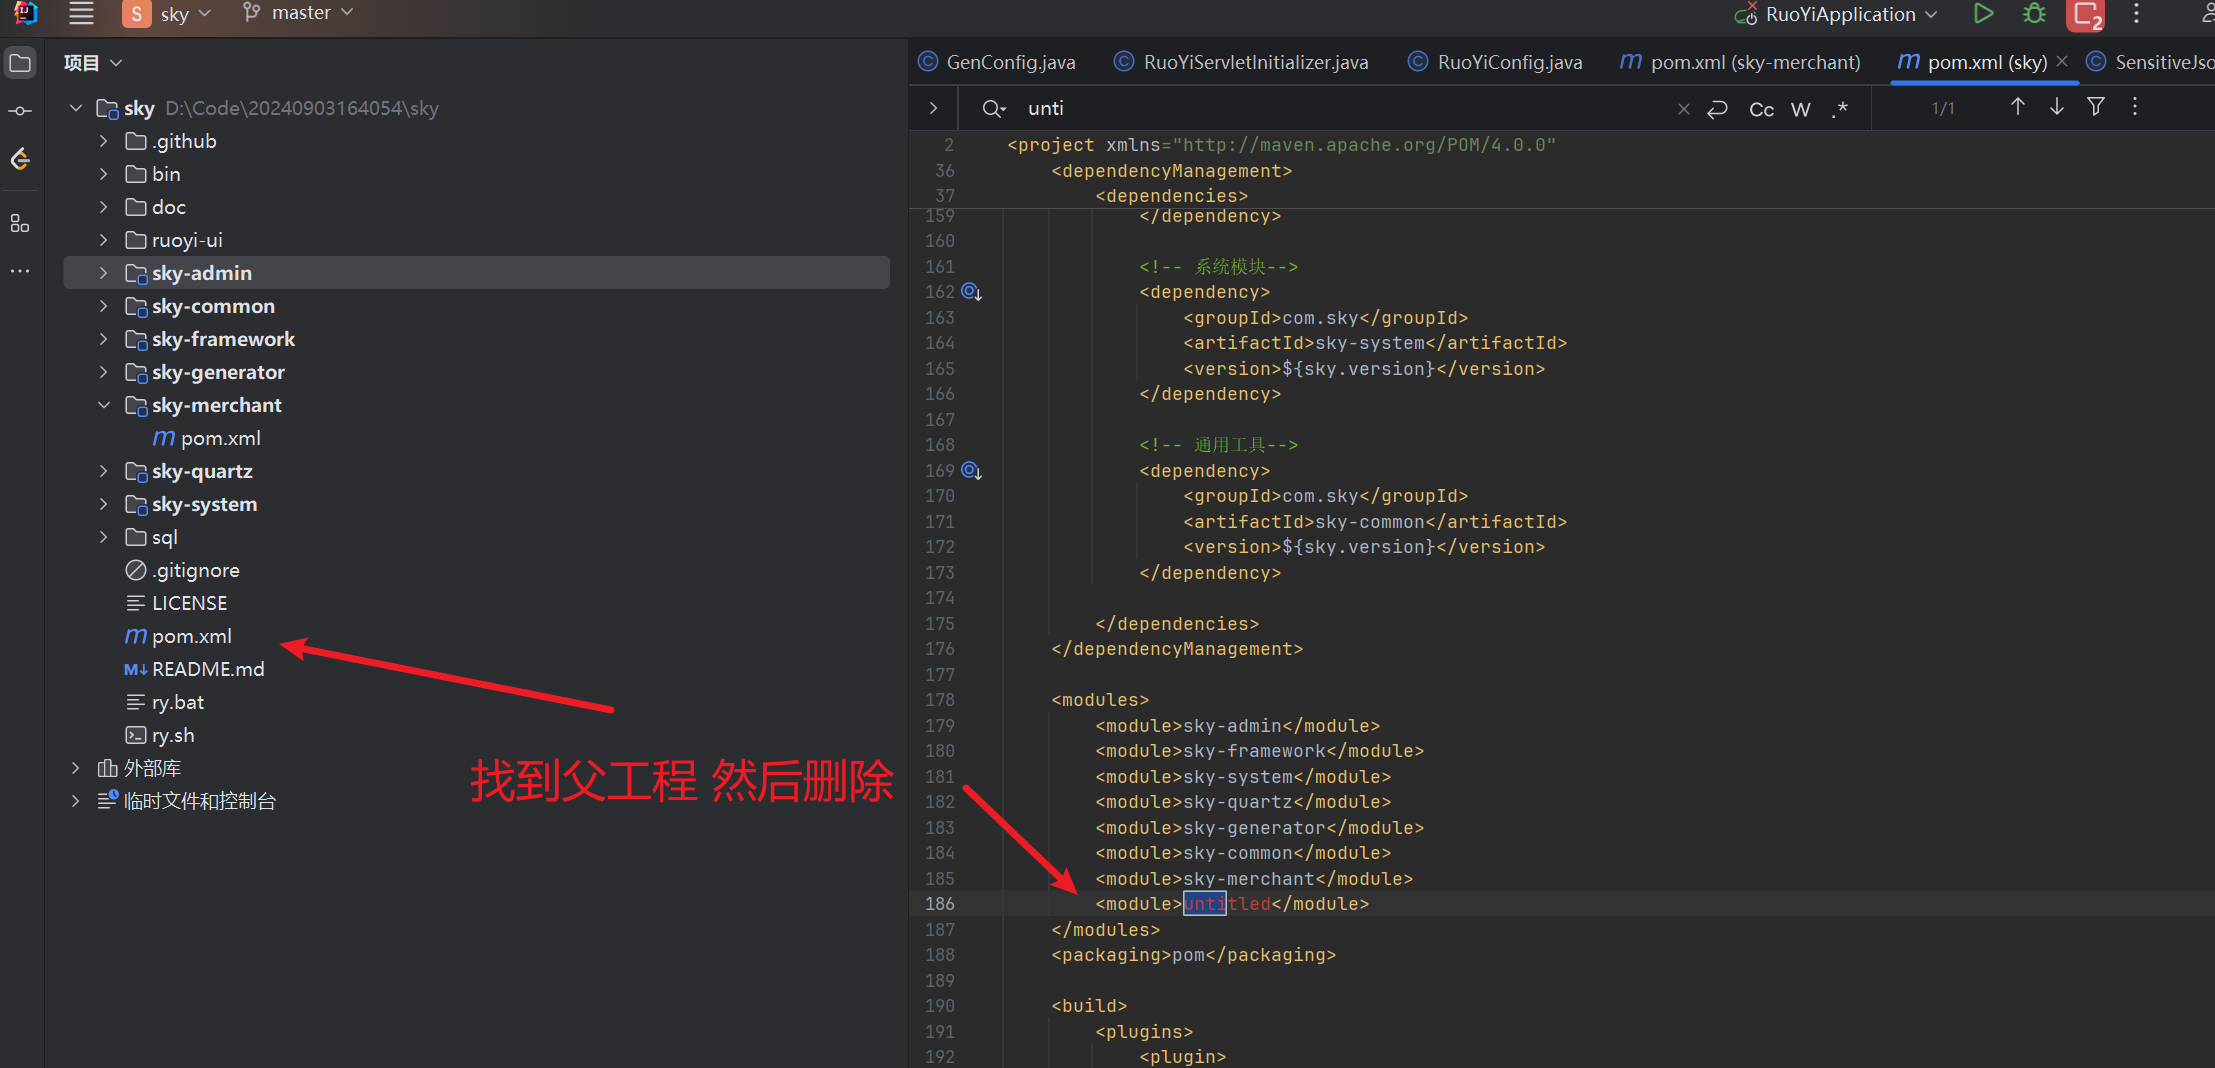 S sky master RuoYiApplication 2
项目
GenConfig.java RuoYiServletInitializer.java RuoYiConfig.java pom.xml (sky-merchant) pom.xml (sky) SensitiveJso
unti Cc W .* 1/1
sky D:\Code\20240903164054\sky
.github
bin
doc
ruoyi-ui
sky-admin
sky-common
sky-framework
sky-generator
sky-merchant
pom.xml
sky-quartz
sky-system
sql
.gitignore
LICENSE
pom.xml
README.md
ry.bat
ry.sh
外部库
临时文件和控制台
找到父工程 然后删除
2 <project xmlns="http://maven.apache.org/POM/4.0.0"
36 <dependencyManagement>
37 <dependencies>
159 </dependency>
160
161 <!-- 系统模块-->
162 <dependency>
163 <groupId>com.sky</groupId>
164 <artifactId>sky-system</artifactId>
165 <version>${sky.version}</version>
166 </dependency>
167
168 <!-- 通用工具-->
169 <dependency>
170 <groupId>com.sky</groupId>
171 <artifactId>sky-common</artifactId>
172 <version>${sky.version}</version>
173 </dependency>
174
175 </dependencies>
176 </dependencyManagement>
177
178 <modules>
179 <module>sky-admin</module>
180 <module>sky-framework</module>
181 <module>sky-system</module>
182 <module>sky-quartz</module>
183 <module>sky-generator</module>
184 <module>sky-common</module>
185 <module>sky-merchant</module>
186 <module>untitled</module>
187 </modules>
188 <packaging>pom</packaging>
189
190 <build>
191 <plugins>
192 <plugin>